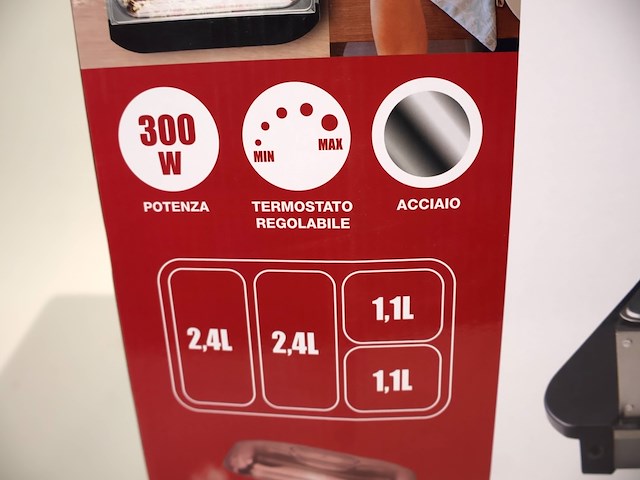 300
W
MIN
MAX
POTENZA
TERMOSTATO
REGOLABILE
ACCIAIO
2,4L
2,4L
1,1L
1,1L